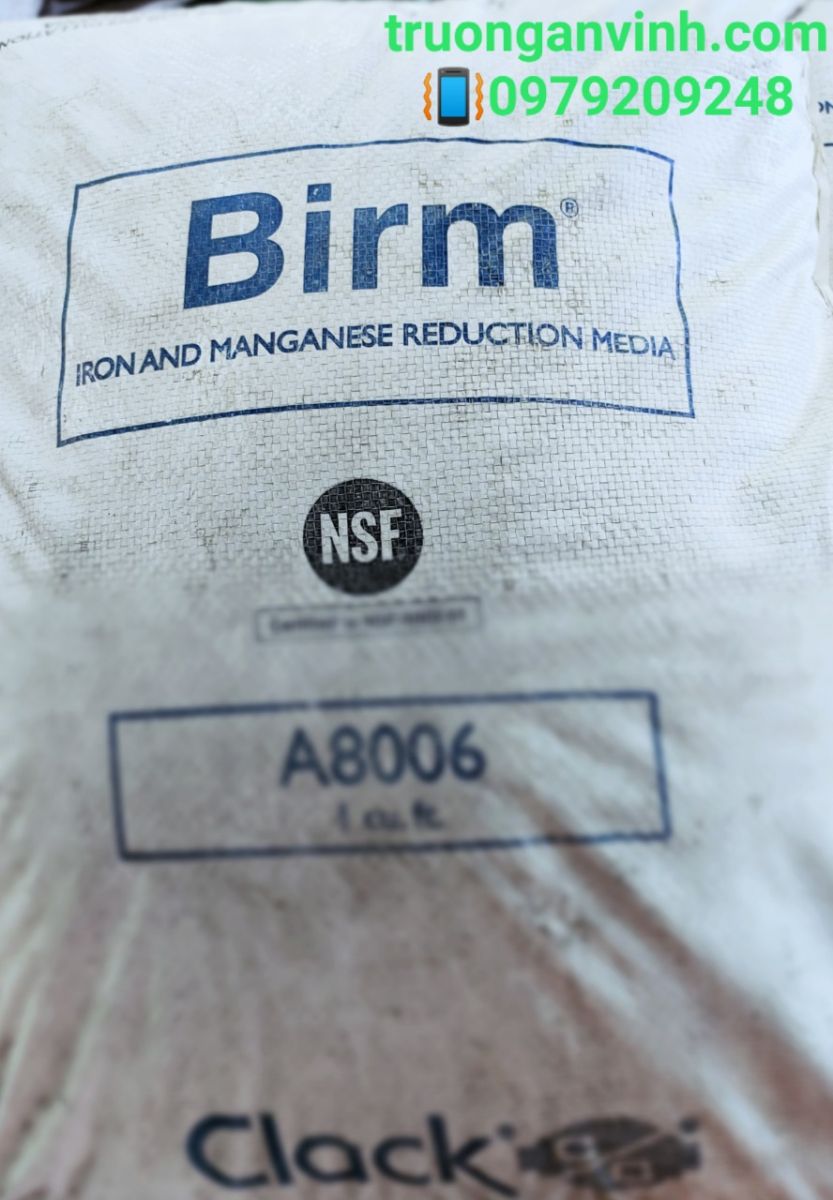 truonganvinh.com
0979209248
Birm®
IRON AND MANGANESE REDUCTION MEDIA
NSF
A8006
1 cu. ft.
Clack